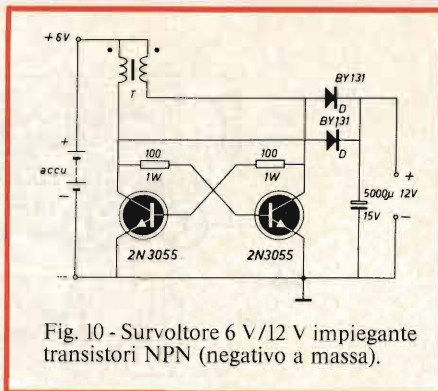 +6V
T
BY131
D
BY131
D
100
1W
100
1W
+
accu
-
5000µ
15V
+
12V
-
2N3055
2N3055
Fig. 10 - Survoltore 6 V/12 V impiegante
transistori NPN (negativo a massa).